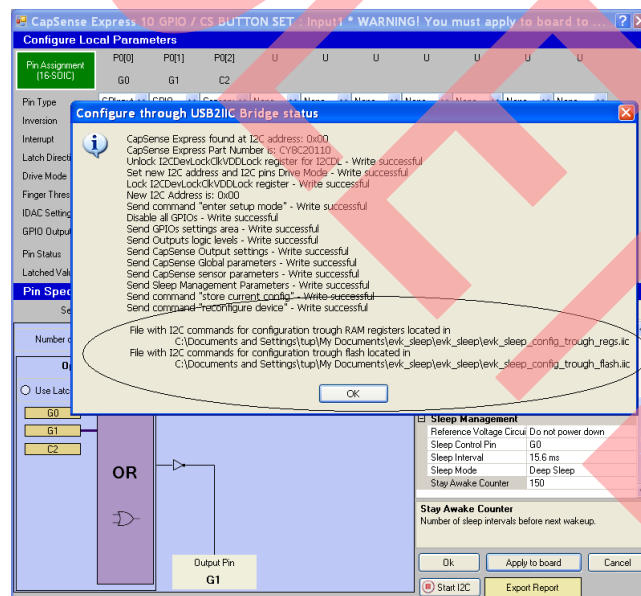 CapSense Express 10 GPIO / CS BUTTON SET : Input1 * WARNING! You must apply to board to ...
Configure Local Parameters
Pin Assignment (16-SOIC)
P0[0] P0[1] P0[2] U U U U U U U
G0 G1 C2
Pin Type
Inversion
Interrupt
Latch Directi
Drive Mode
Finger Thres
IDAC Setting
GPIO Output
Pin Status
Latched Valu
Pin Spec
Configure through USB2IIC Bridge status
CapSense Express found at I2C address: 0x00
CapSense Express Part Number is: CY8C20110
Unlock I2CDevLockClkVDDLock register for I2CDL - Write successful
Set new I2C address and I2C pins Drive Mode - Write successful
Lock I2CDevLockClkVDDLock register - Write successful
New I2C Address is: 0x00
Send command "enter setup mode" - Write successful
Disable all GPIOs - Write successful
Send GPIOs settings area - Write successful
Send Outputs logic levels - Write successful
Send CapSense Output settings - Write successful
Send CapSense Global parameters - Write successful
Send CapSense sensor parameters - Write successful
Send Sleep Management Parameters - Write successful
Send command "store current config" - Write successful
Send command "reconfigure device" - Write successful
File with I2C commands for configuration trough RAM registers located in
C:\Documents and Settings\tup\My Documents\evk_sleep\evk_sleep\evk_sleep_config_trough_regs.iic
File with I2C commands for configuration trough flash located in
C:\Documents and Settings\tup\My Documents\evk_sleep\evk_sleep\evk_sleep_config_trough_flash.iic
OK
Se
Number o
Use Latc
G0
G1
C2
OR
Output Pin
G1
Sleep Management
Reference Voltage Circui Do not power down
Sleep Control Pin G0
Sleep Interval 15.6 ms
Sleep Mode Deep Sleep
Stay Awake Counter 150
Stay Awake Counter
Number of sleep intervals before next wakeup.
Ok Apply to board Cancel
Start I2C Export Report